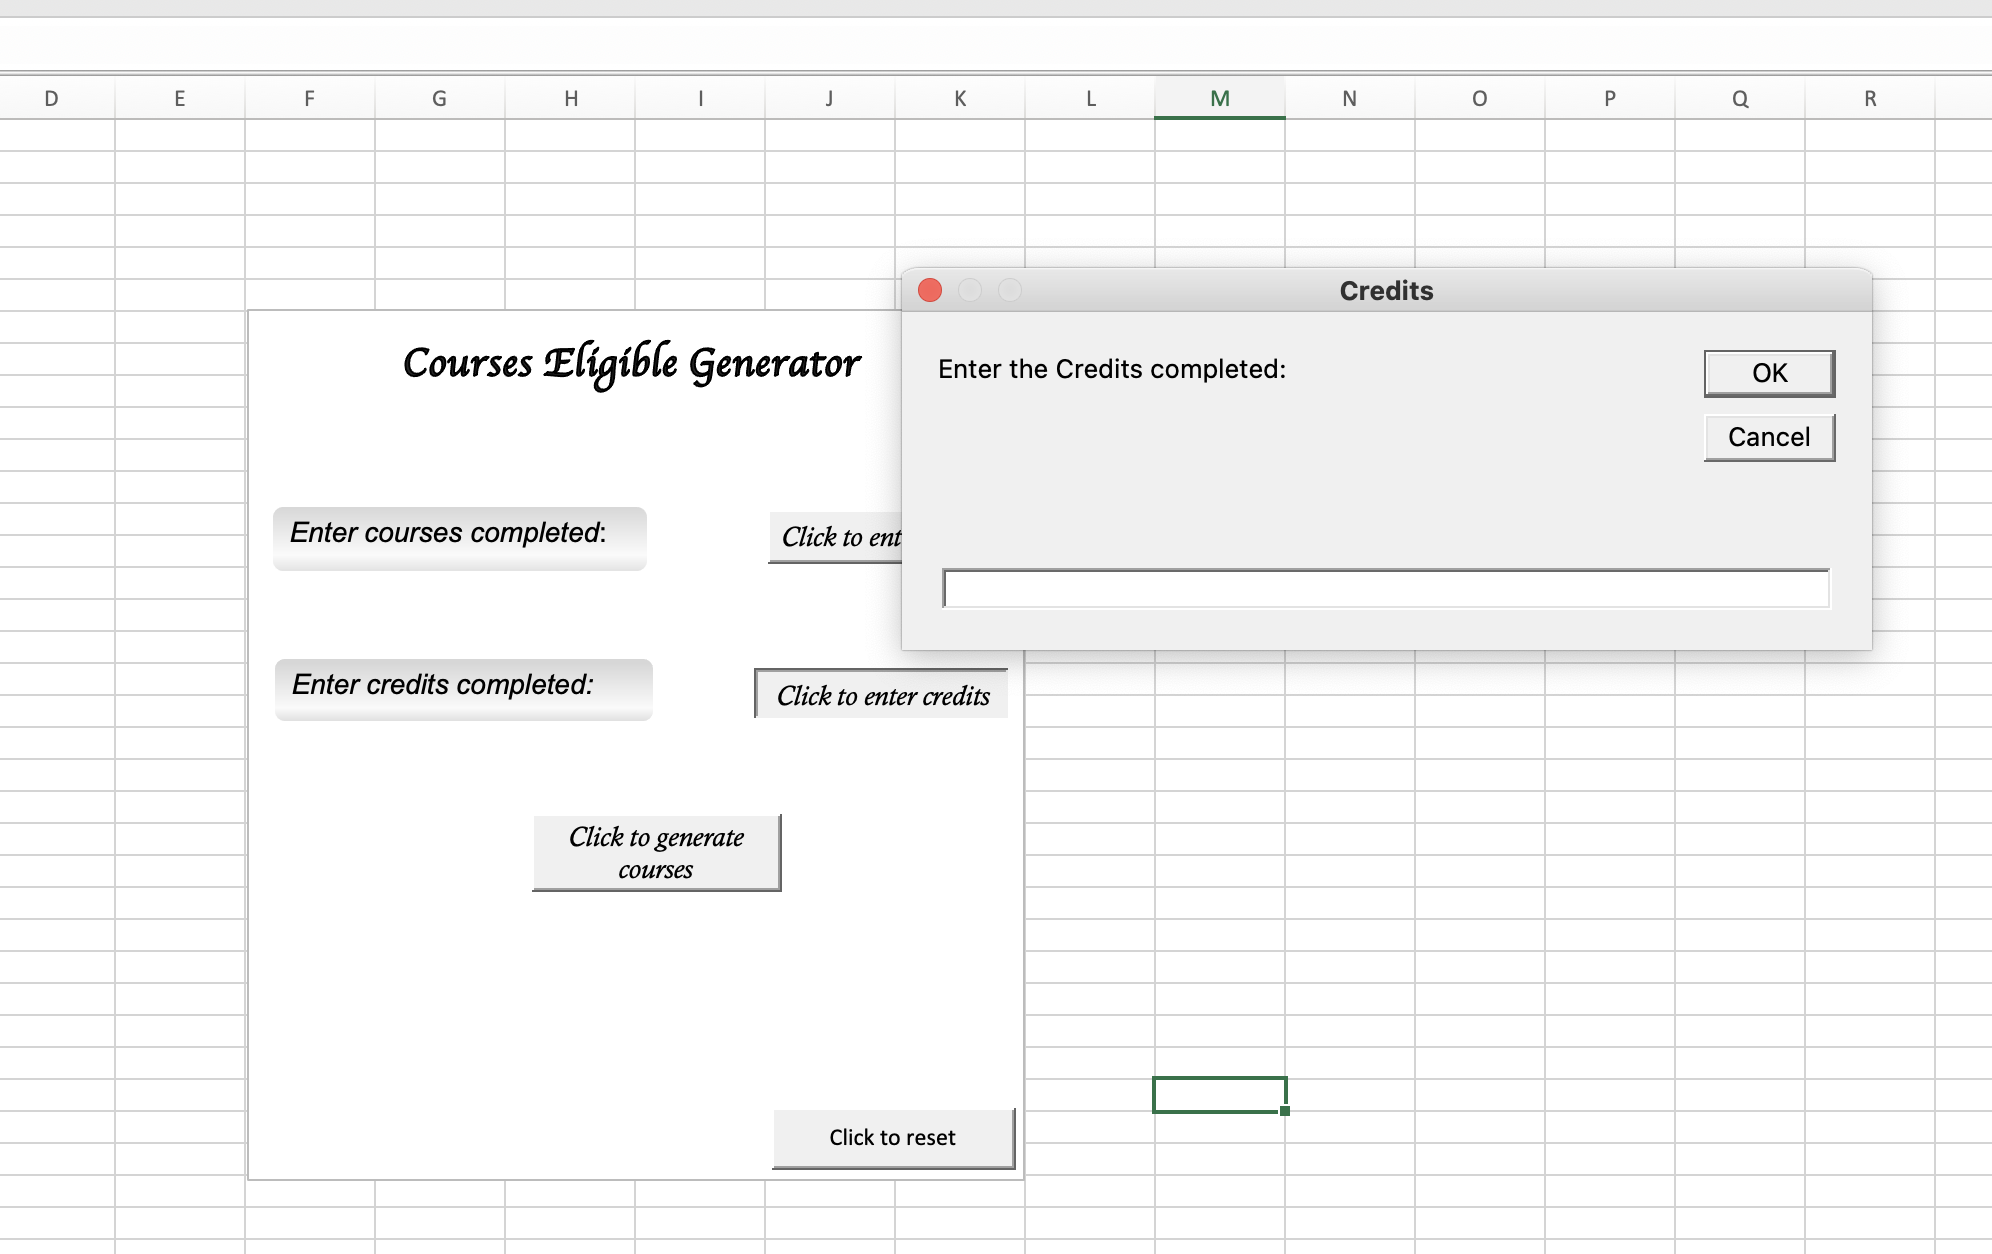 D E F G H I J K L M N O P Q R
Credits
Enter the Credits completed:
OK
Cancel
Courses Eligible Generator
Enter courses completed:
Click to
Enter credits completed:
Click to enter credits
Click to generate
courses
Click to reset